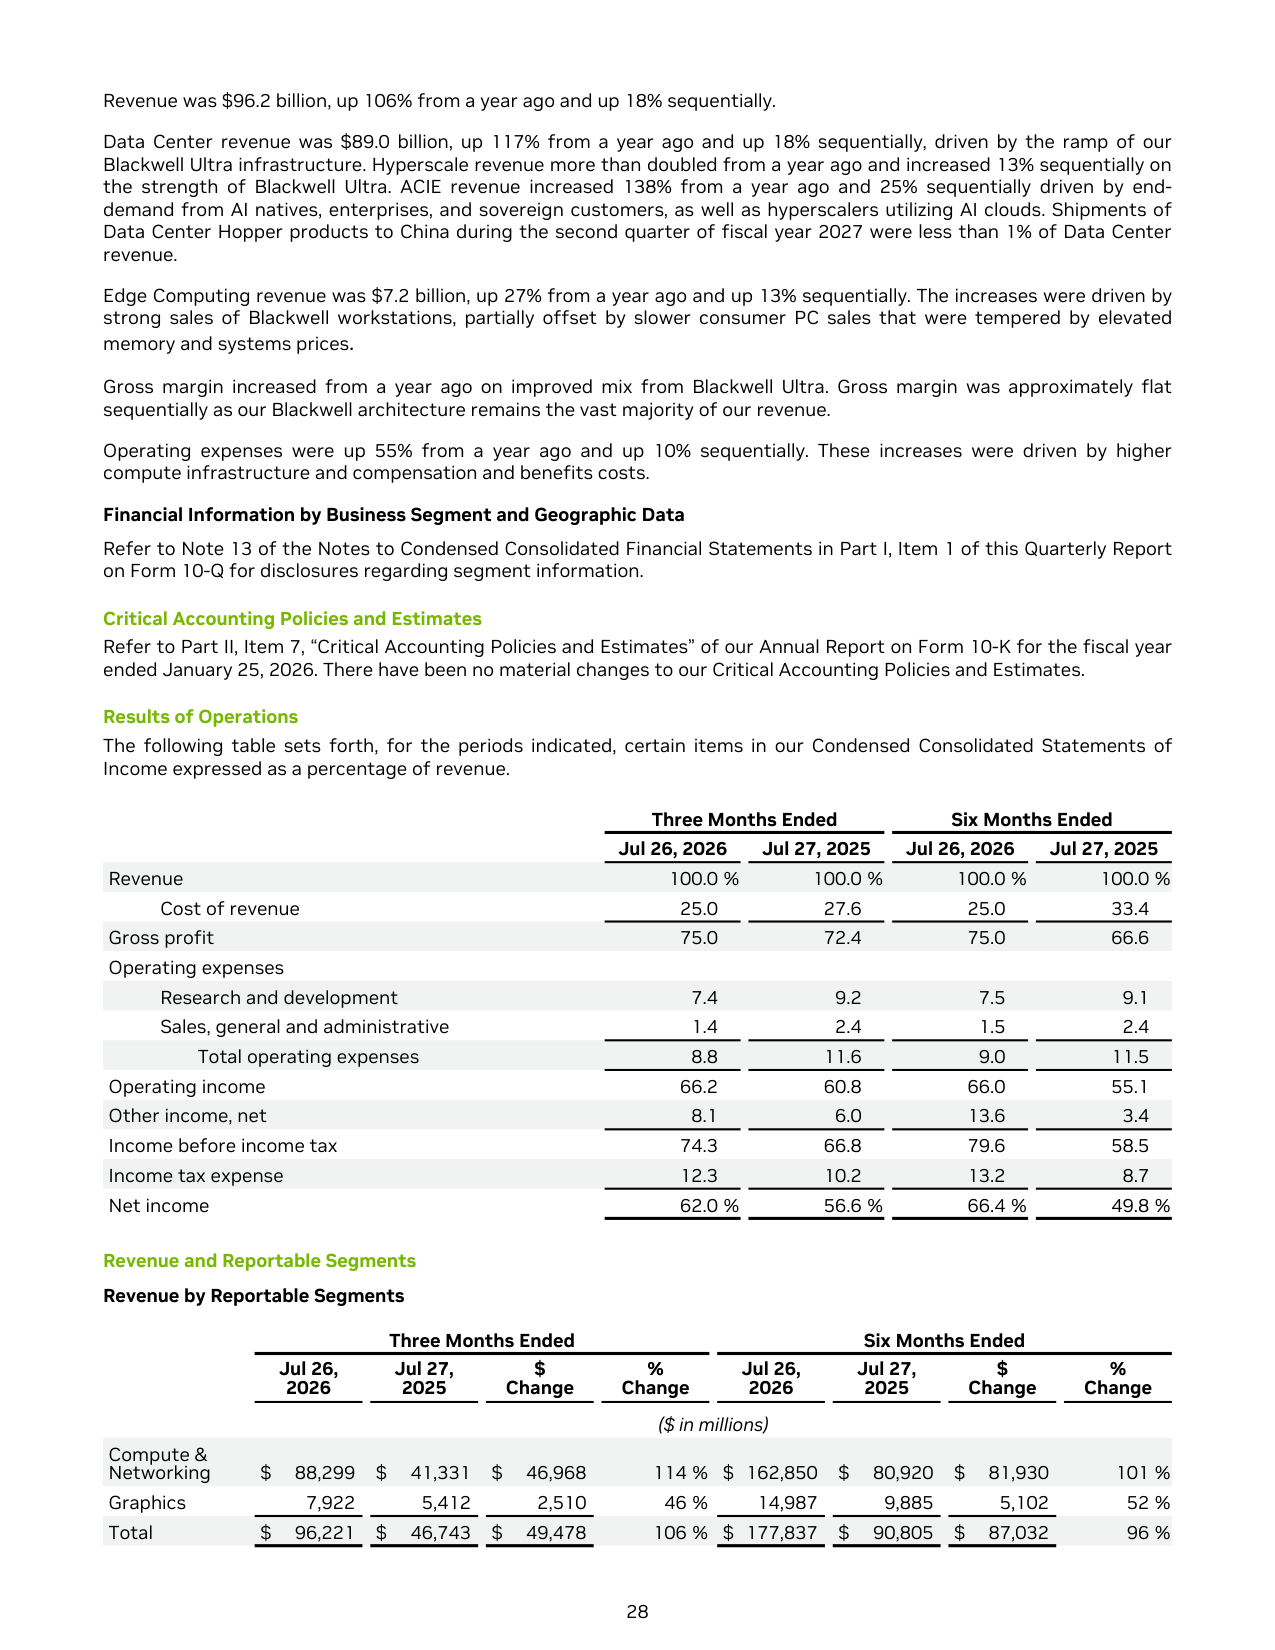 Revenue was $96.2 billion, up 106% from a year ago and up 18% sequentially.
Data Center revenue was $89.0 billion, up 117% from a year ago and up 18% sequentially, driven by the ramp of our
Blackwell Ultra infrastructure. Hyperscale revenue more than doubled from a year ago and increased 13% sequentially on
the strength of Blackwell Ultra. ACIE revenue increased 138% from a year ago and 25% sequentially driven by end-
demand from AI natives, enterprises, and sovereign customers, as well as hyperscalers utilizing AI clouds. Shipments of
Data Center Hopper products to China during the second quarter of fiscal year 2027 were less than 1% of Data Center
revenue.
Edge Computing revenue was $7.2 billion, up 27% from a year ago and up 13% sequentially. The increases were driven by
strong sales of Blackwell workstations, partially offset by slower consumer PC sales that were tempered by elevated
memory and systems prices.
Gross margin increased from a year ago on improved mix from Blackwell Ultra. Gross margin was approximately flat
sequentially as our Blackwell architecture remains the vast majority of our revenue.
Operating expenses were up 55% from a year ago and up 10% sequentially. These increases were driven by higher
compute infrastructure and compensation and benefits costs.
Financial Information by Business Segment and Geographic Data
Refer to Note 13 of the Notes to Condensed Consolidated Financial Statements in Part I, Item 1 of this Quarterly Report
on Form 10-Q for disclosures regarding segment information.
Critical Accounting Policies and Estimates
Refer to Part II, Item 7, “Critical Accounting Policies and Estimates” of our Annual Report on Form 10-K for the fiscal year
ended January 25, 2026. There have been no material changes to our Critical Accounting Policies and Estimates.
Results of Operations
The following table sets forth, for the periods indicated, certain items in our Condensed Consolidated Statements of
Income expressed as a percentage of revenue.
Three Months Ended Six Months Ended
Jul 26, 2026 Jul 27, 2025 Jul 26, 2026 Jul 27, 2025
Revenue 100.0 % 100.0 % 100.0 % 100.0 %
Cost of revenue 25.0 27.6 25.0 33.4
Gross profit 75.0 72.4 75.0 66.6
Operating expenses
Research and development 7.4 9.2 7.5 9.1
Sales, general and administrative 1.4 2.4 1.5 2.4
Total operating expenses 8.8 11.6 9.0 11.5
Operating income 66.2 60.8 66.0 55.1
Other income, net 8.1 6.0 13.6 3.4
Income before income tax 74.3 66.8 79.6 58.5
Income tax expense 12.3 10.2 13.2 8.7
Net income 62.0 % 56.6 % 66.4 % 49.8 %
Revenue and Reportable Segments
Revenue by Reportable Segments
Three Months Ended Six Months Ended
Jul 26, Jul 27, $ % Jul 26, Jul 27, $ %
2026 2025 Change Change 2026 2025 Change Change
($ in millions)
Compute &
Networking $ 88,299 $ 41,331 $ 46,968 114 % $ 162,850 $ 80,920 $ 81,930 101 %
Graphics 7,922 5,412 2,510 46 % 14,987 9,885 5,102 52 %
Total $ 96,221 $ 46,743 $ 49,478 106 % $ 177,837 $ 90,805 $ 87,032 96 %
28